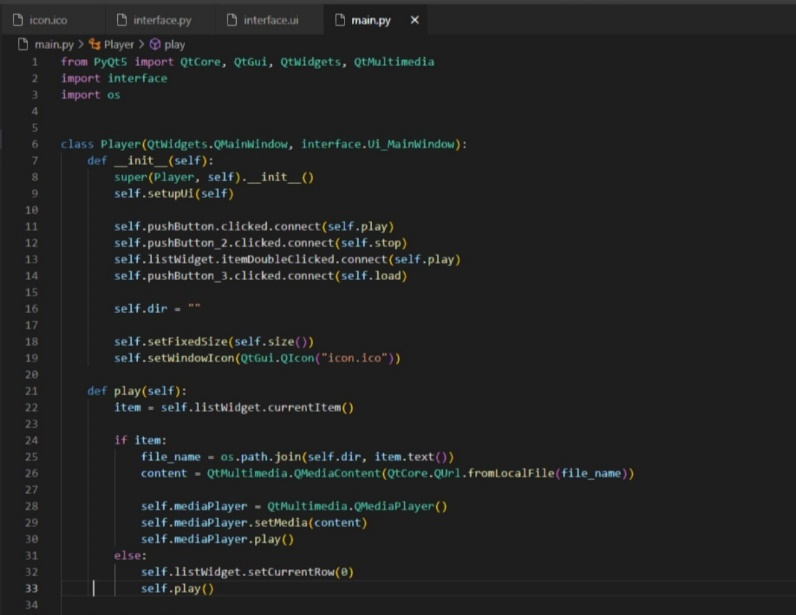 icon.ico interface.py interface.ui main.py ×
main.py > Player > play
1 from PyQt5 import QtCore, QtGui, QtWidgets, QtMultimedia
2 import interface
3 import os
4
5
6 class Player(QtWidgets.QMainWindow, interface.Ui_MainWindow):
7     def __init__(self):
8         super(Player, self).__init__()
9         self.setupUi(self)
10
11         self.pushButton.clicked.connect(self.play)
12         self.pushButton_2.clicked.connect(self.stop)
13         self.listWidget.itemDoubleClicked.connect(self.play)
14         self.pushButton_3.clicked.connect(self.load)
15
16         self.dir = ""
17
18         self.setFixedSize(self.size())
19         self.setWindowIcon(QtGui.QIcon("icon.ico"))
20
21     def play(self):
22         item = self.listWidget.currentItem()
23
24         if item:
25             file_name = os.path.join(self.dir, item.text())
26             content = QtMultimedia.QMediaContent(QtCore.QUrl.fromLocalFile(file_name))
27
28             self.mediaPlayer = QtMultimedia.QMediaPlayer()
29             self.mediaPlayer.setMedia(content)
30             self.mediaPlayer.play()
31         else:
32             self.listWidget.setCurrentRow(0)
33             self.play()
34